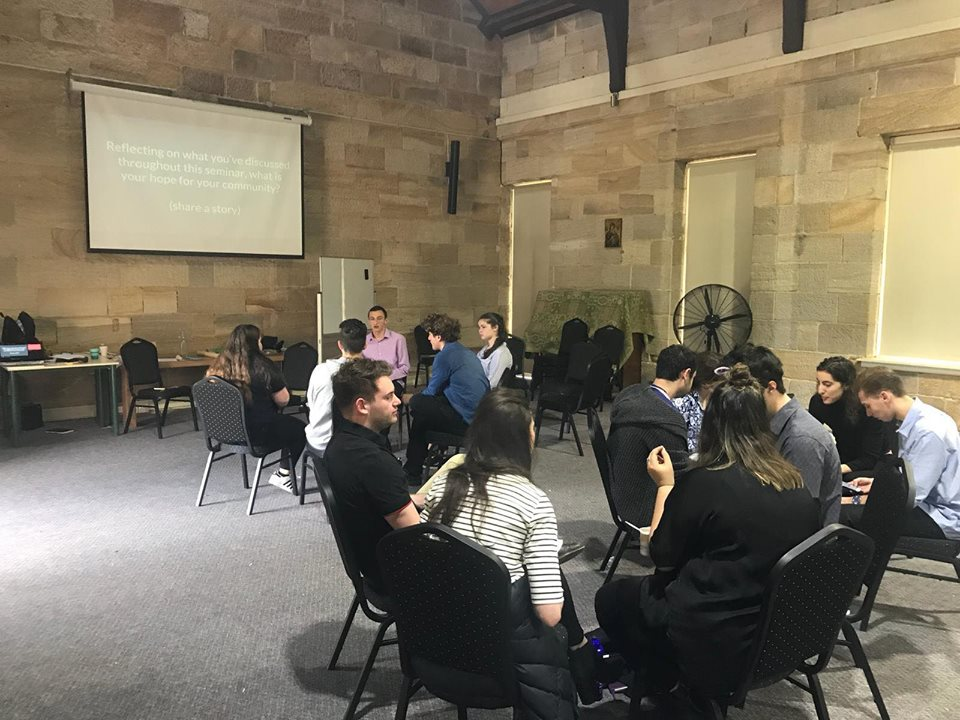 Reflecting on what you've discussed
throughout this seminar, what is
your hope for your community?
(share a story)